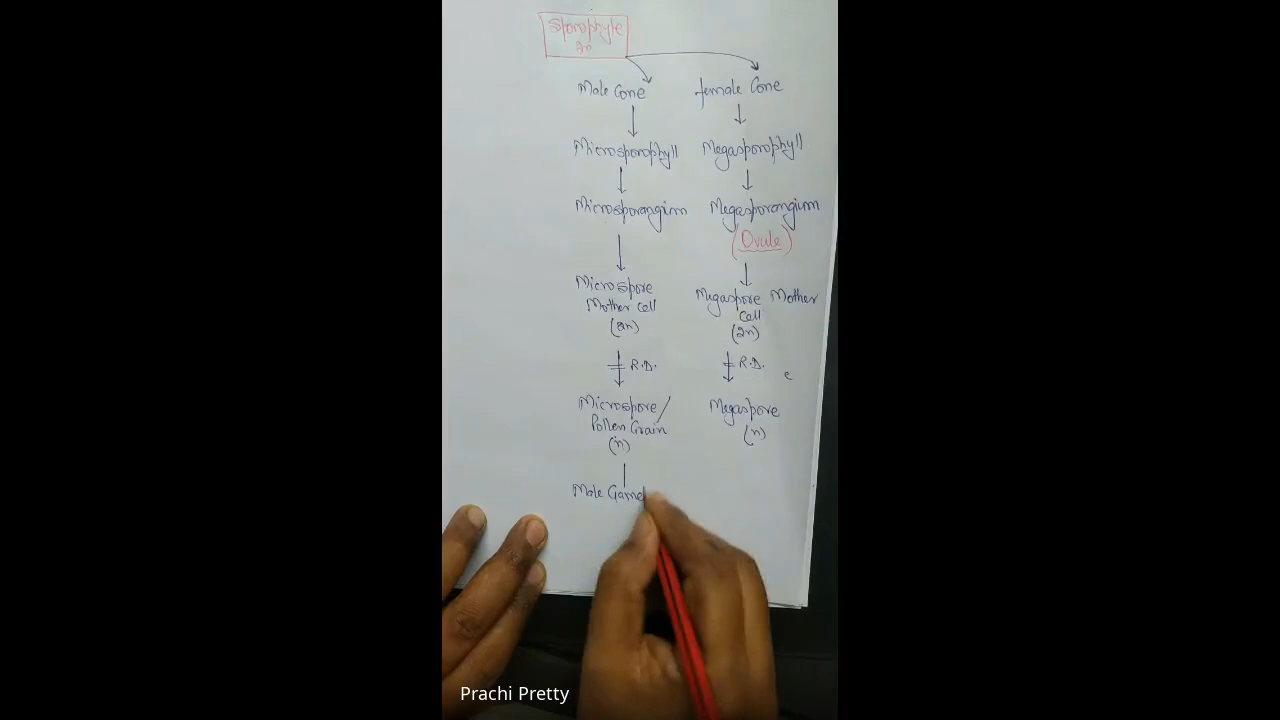 Sporophyte
2n
Male Cone
female Cone
Microsporophyll
Megasporophyll
Microsporangium
Megasporangium
(Ovule)
Microspore
Mother cell
(2n)
Megaspore Mother
Cell
(2n)
R.D.
R.D.
e
Microspore/
Pollen Grain
(n)
Megaspore
(n)
Male Game
Prachi Pretty